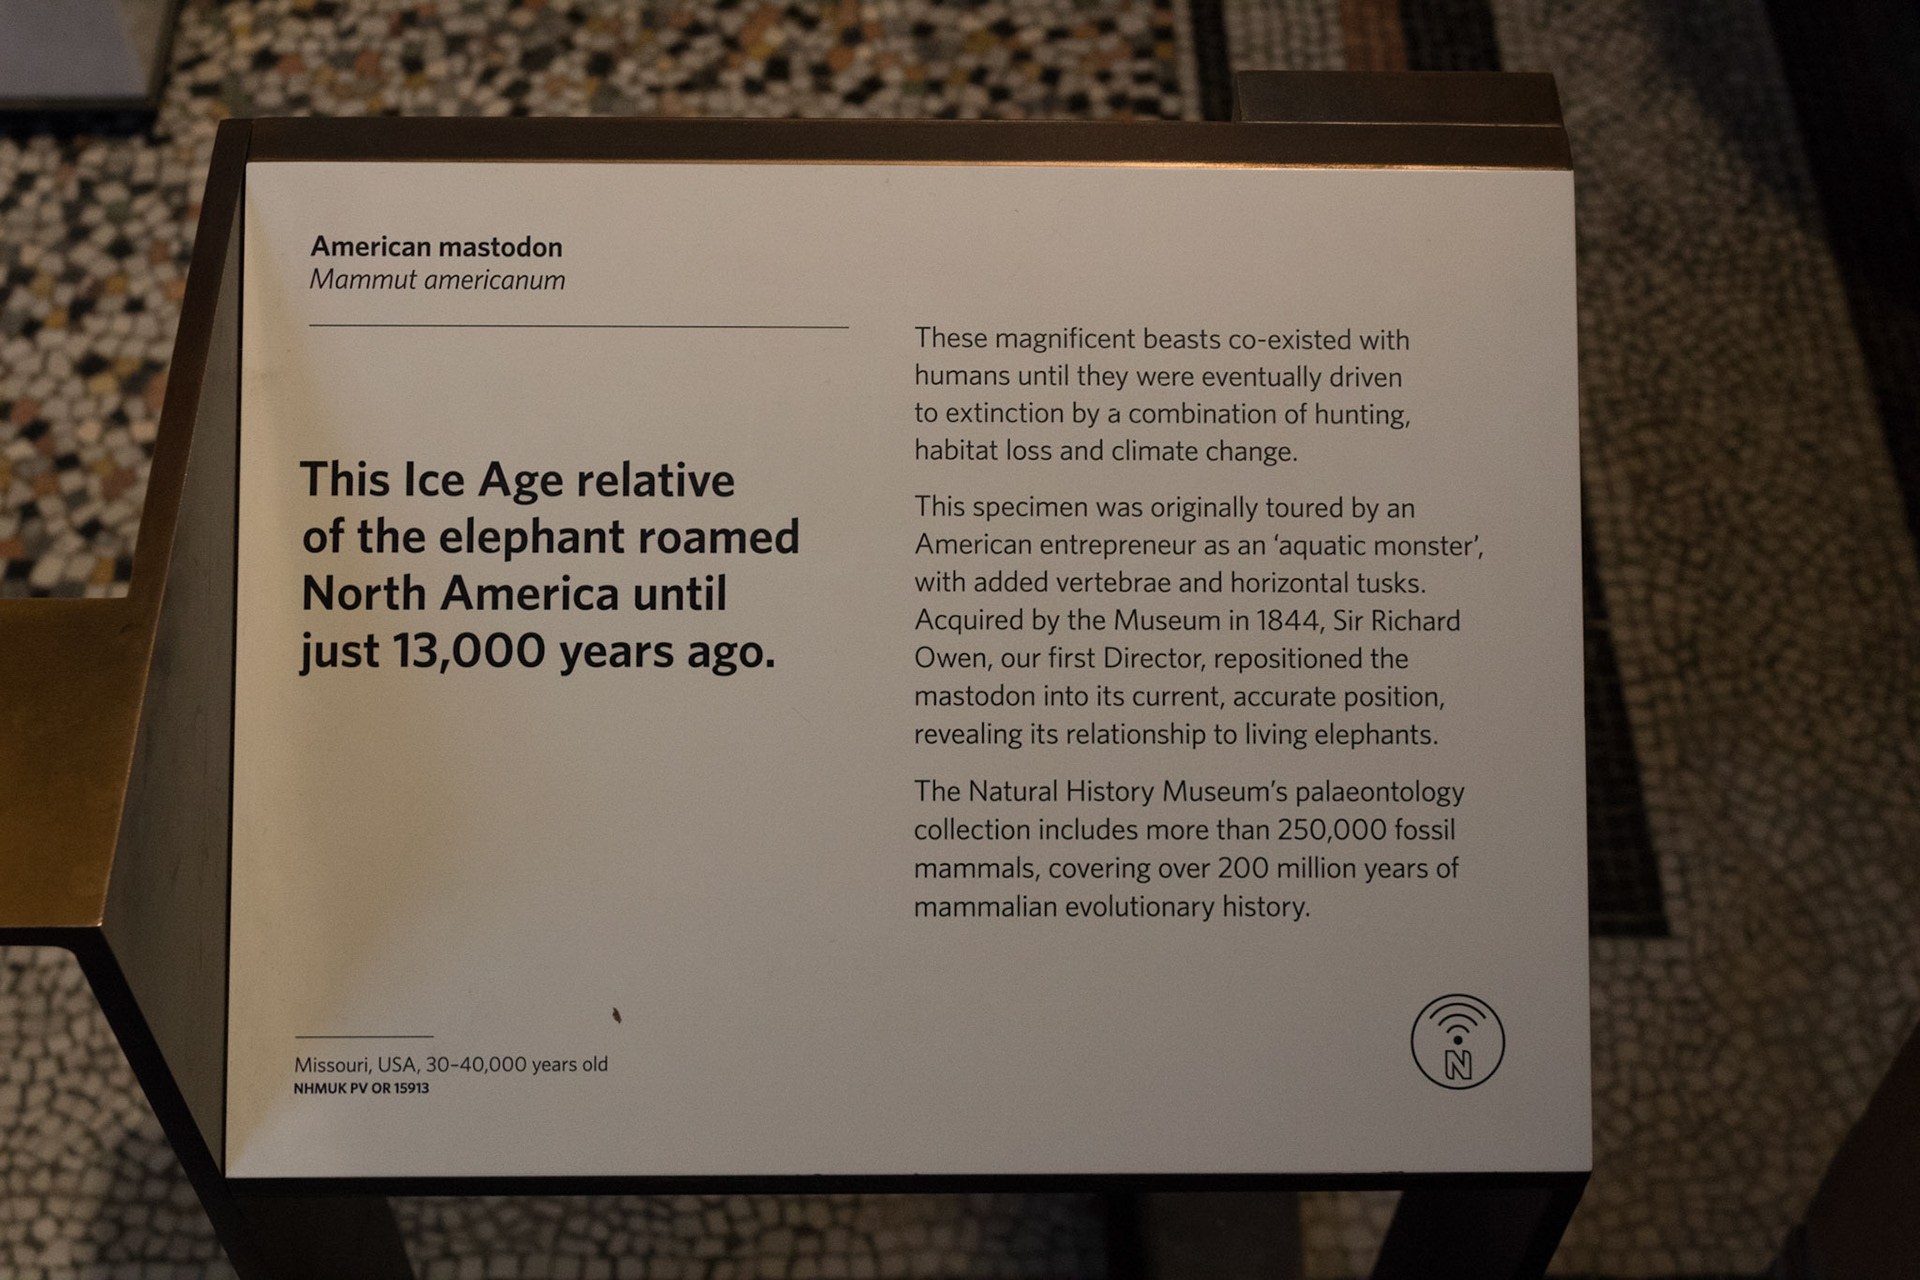 American mastodon
Mammut americanum
This Ice Age relative
of the elephant roamed
North America until
just 13,000 years ago.
These magnificent beasts co-existed with
humans until they were eventually driven
to extinction by a combination of hunting,
habitat loss and climate change.
This specimen was originally toured by an
American entrepreneur as an ‘aquatic monster’,
with added vertebrae and horizontal tusks.
Acquired by the Museum in 1844, Sir Richard
Owen, our first Director, repositioned the
mastodon into its current, accurate position,
revealing its relationship to living elephants.
The Natural History Museum’s palaeontology
collection includes more than 250,000 fossil
mammals, covering over 200 million years of
mammalian evolutionary history.
Missouri, USA, 30–40,000 years old
NHMUK PV OR 15913
N